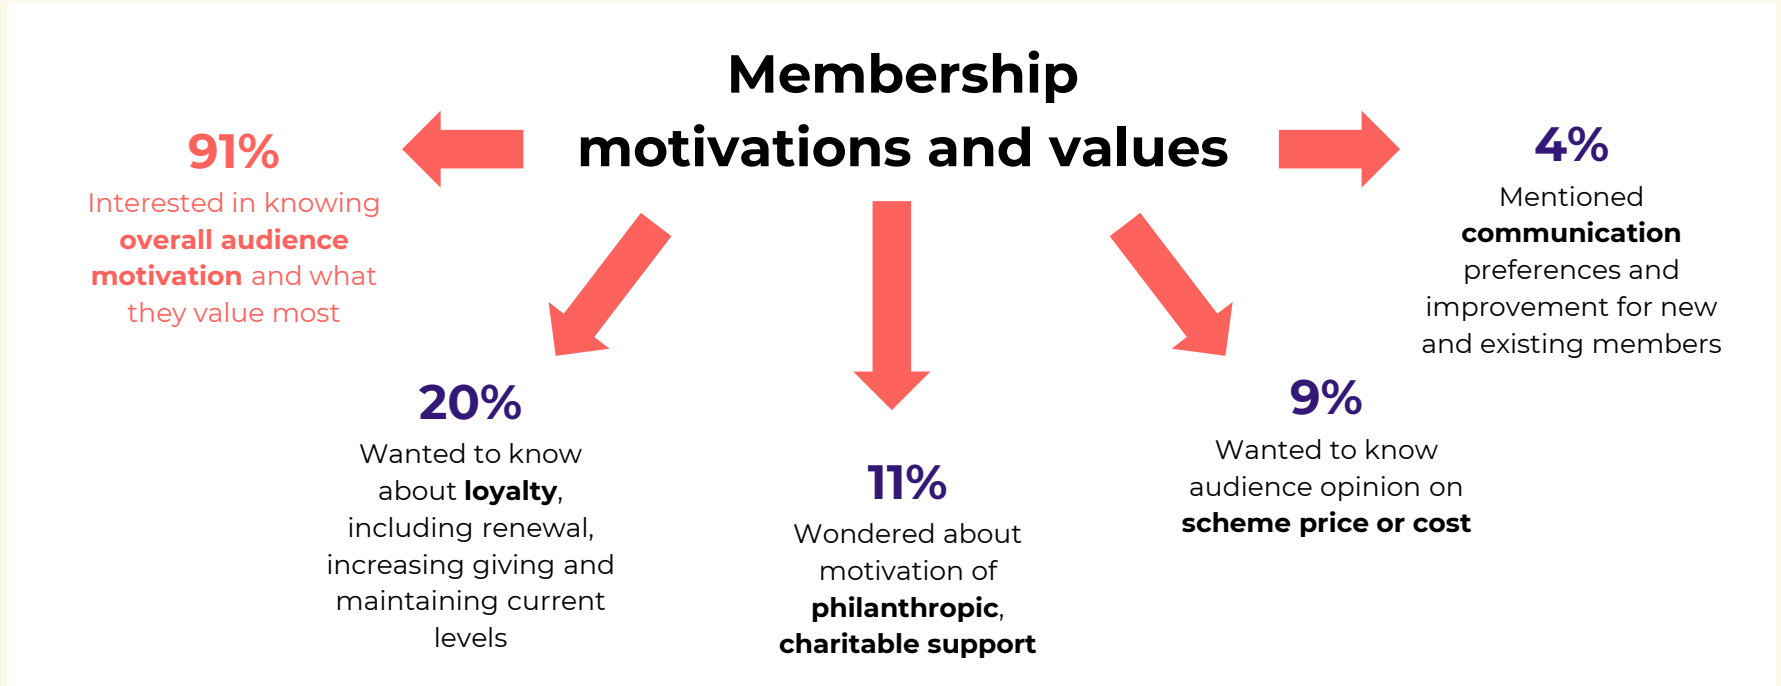 Membership
motivations and values
91%
Interested in knowing
overall audience
motivation and what
they value most
20%
Wanted to know
about loyalty,
including renewal,
increasing giving and
maintaining current
levels
11%
Wondered about
motivation of
philanthropic,
charitable support
9%
Wanted to know
audience opinion on
scheme price or cost
4%
Mentioned
communication
preferences and
improvement for new
and existing members